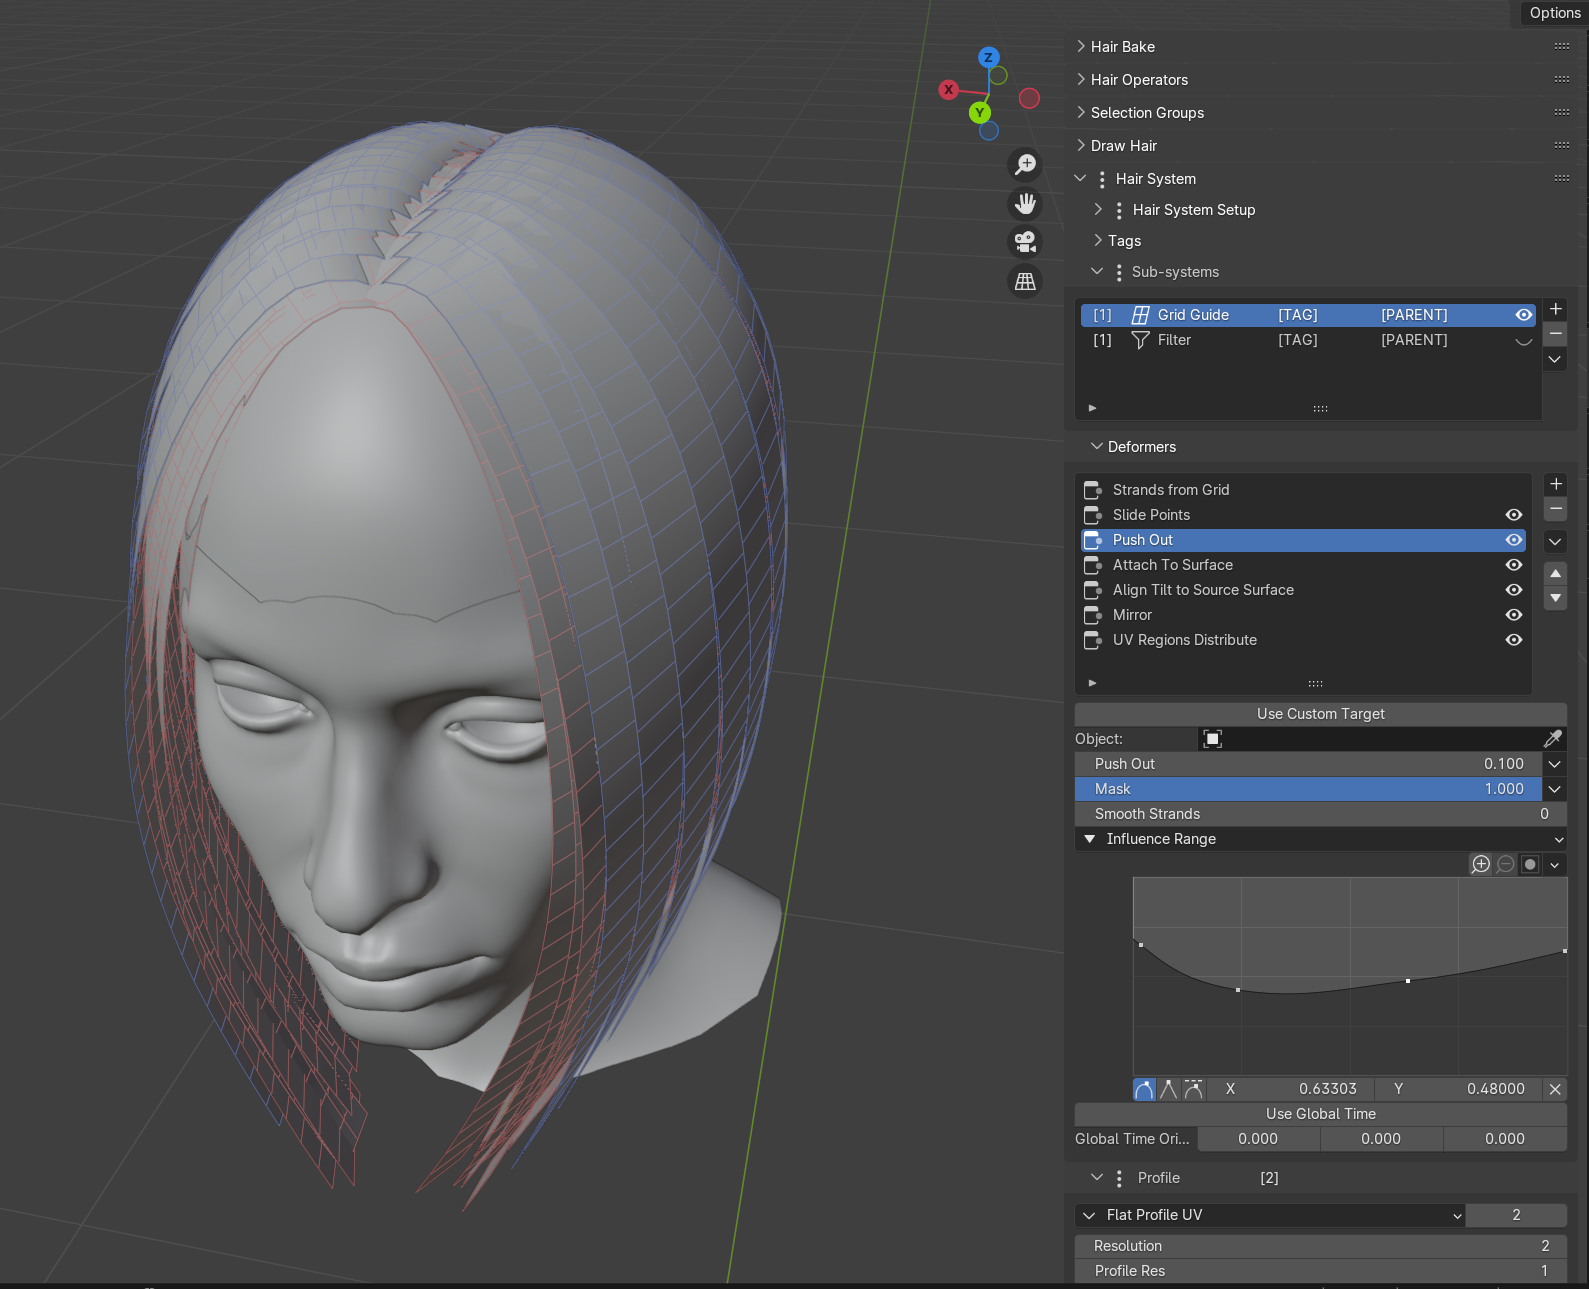 Options
Z
X
Y
Hair Bake
Hair Operators
Selection Groups
Draw Hair
Hair System
Hair System Setup
Tags
Sub-systems
[1] Grid Guide [TAG] [PARENT]
[1] Filter [TAG] [PARENT]
Deformers
Strands from Grid
Slide Points
Push Out
Attach To Surface
Align Tilt to Source Surface
Mirror
UV Regions Distribute
Use Custom Target
Object:
Push Out 0.100
Mask 1.000
Smooth Strands 0
Influence Range
X 0.63303 Y 0.48000
Use Global Time
Global Time Ori... 0.000 0.000 0.000
Profile [2]
Flat Profile UV 2
Resolution 2
Profile Res 1